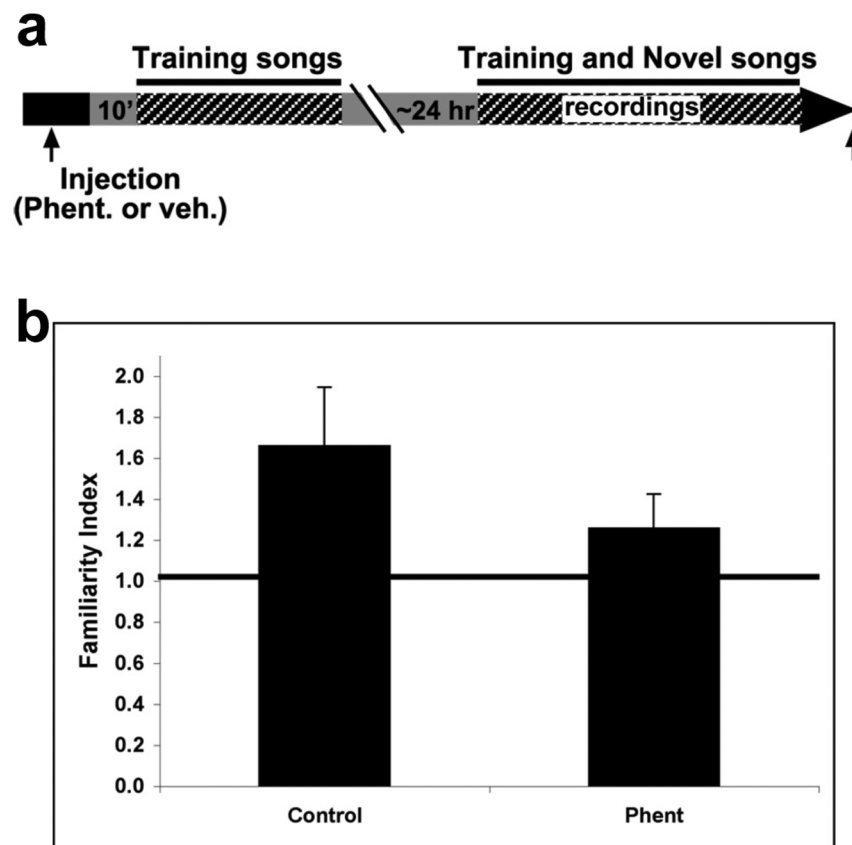 a
Training songs
Training and Novel songs
10’
~24 hr
recordings
Injection
(Phent. or veh.)
b
Familiarity Index
2.0
1.8
1.6
1.4
1.2
1.0
0.8
0.6
0.4
0.2
0.0
Control
Phent